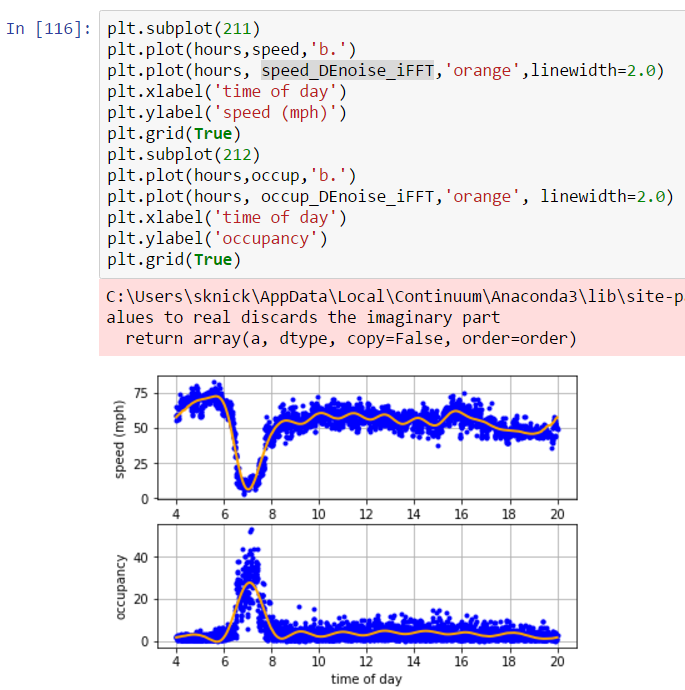 In [116]:
plt.subplot(211)
plt.plot(hours,speed,'b.')
plt.plot(hours, speed_DEnoise_iFFT,'orange',linewidth=2.0)
plt.xlabel('time of day')
plt.ylabel('speed (mph)')
plt.grid(True)
plt.subplot(212)
plt.plot(hours,occup,'b.')
plt.plot(hours, occup_DEnoise_iFFT,'orange', linewidth=2.0)
plt.xlabel('time of day')
plt.ylabel('occupancy')
plt.grid(True)
C:\Users\sknick\AppData\Local\Continuum\Anaconda3\lib\site-p
alues to real discards the imaginary part
return array(a, dtype, copy=False, order=order)
speed (mph)
75
50
25
0
4 6 8 10 12 14 16 18 20
occupancy
40
20
0
4 6 8 10 12 14 16 18 20
time of day